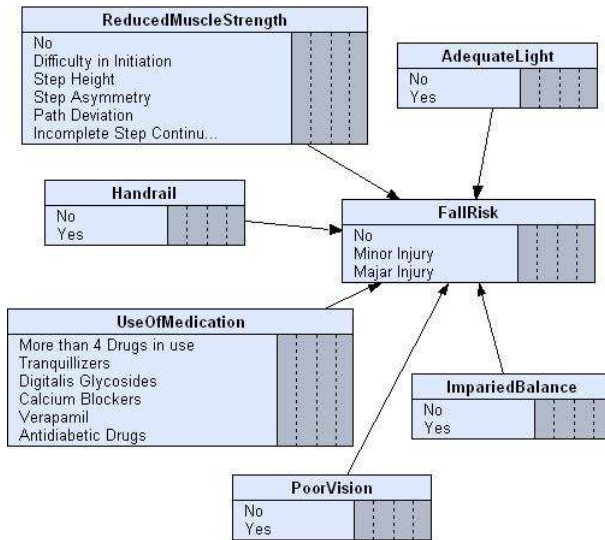 ReducedMuscleStrength
No
Difficulty in Initiation
Step Height
Step Asymmetry
Path Deviation
Incomplete Step Continu...
AdequateLight
No
Yes
Handrail
No
Yes
FallRisk
No
Minor Injury
Majar Injury
UseOfMedication
More than 4 Drugs in use
Tranquillizers
Digitalis Glycosides
Calcium Blockers
Verapamil
Antidiabetic Drugs
ImpariedBalance
No
Yes
PoorVision
No
Yes